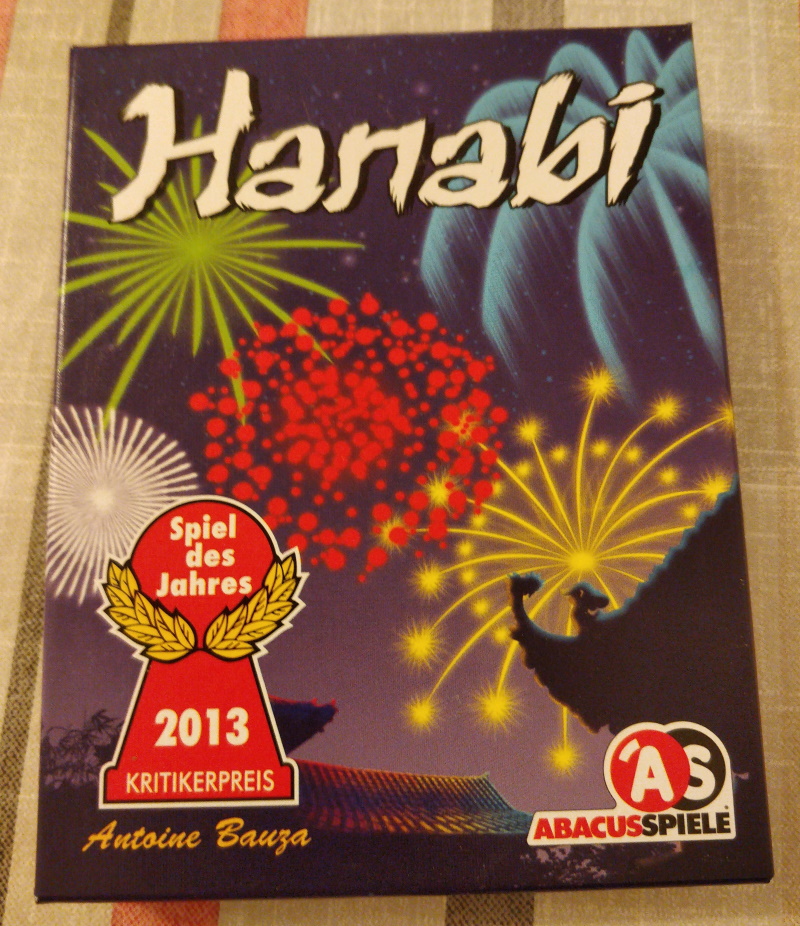 Hanabi
Spiel
des
Jahres
2013
KRITIKERPREIS
Antoine Bauza
AS
ABACUSSPIELE